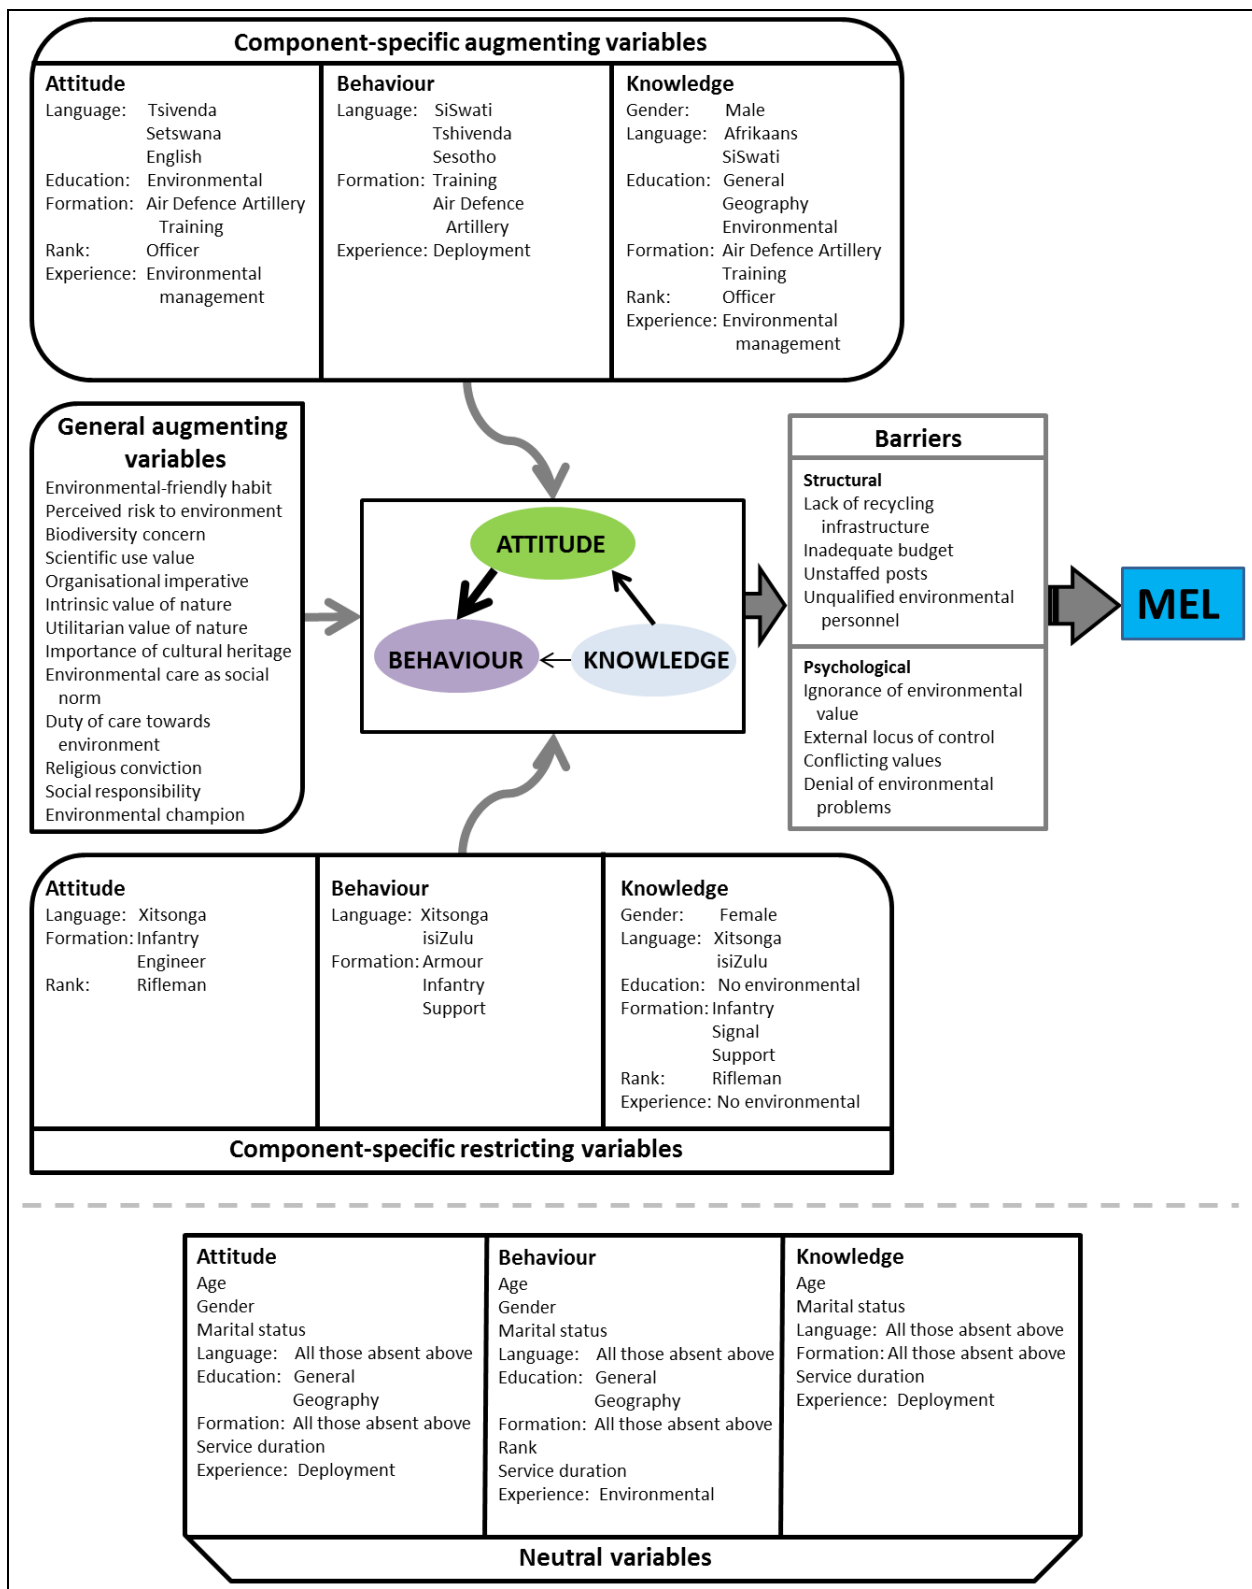 Component-specific augmenting variables
Attitude
Language: Tsivenda
Setswana
English
Education: Environmental
Formation: Air Defence Artillery
Training
Rank: Officer
Experience: Environmental
management
Behaviour
Language: SiSwati
Tshivenda
Sesotho
Formation: Training
Air Defence
Artillery
Experience: Deployment
Knowledge
Gender: Male
Language: Afrikaans
SiSwati
Education: General
Geography
Environmental
Formation: Air Defence Artillery
Training
Rank: Officer
Experience: Environmental
management
General augmenting
variables
Environmental-friendly habit
Perceived risk to environment
Biodiversity concern
Scientific use value
Organisational imperative
Intrinsic value of nature
Utilitarian value of nature
Importance of cultural heritage
Environmental care as social
norm
Duty of care towards
environment
Religious conviction
Social responsibility
Environmental champion
ATTITUDE
BEHAVIOUR
KNOWLEDGE
Barriers
Structural
Lack of recycling
infrastructure
Inadequate budget
Unstaffed posts
Unqualified environmental
personnel
Psychological
Ignorance of environmental
value
External locus of control
Conflicting values
Denial of environmental
problems
MEL
Attitude
Language: Xitsonga
Formation: Infantry
Engineer
Rank: Rifleman
Behaviour
Language: Xitsonga
isiZulu
Formation: Armour
Infantry
Support
Knowledge
Gender: Female
Language: Xitsonga
isiZulu
Education: No environmental
Formation: Infantry
Signal
Support
Rank: Rifleman
Experience: No environmental
Component-specific restricting variables
Attitude
Age
Gender
Marital status
Language: All those absent above
Education: General
Geography
Formation: All those absent above
Service duration
Experience: Deployment
Behaviour
Age
Gender
Marital status
Language: All those absent above
Education: General
Geography
Formation: All those absent above
Rank
Service duration
Experience: Environmental
Knowledge
Age
Marital status
Language: All those absent above
Formation: All those absent above
Service duration
Experience: Deployment
Neutral variables